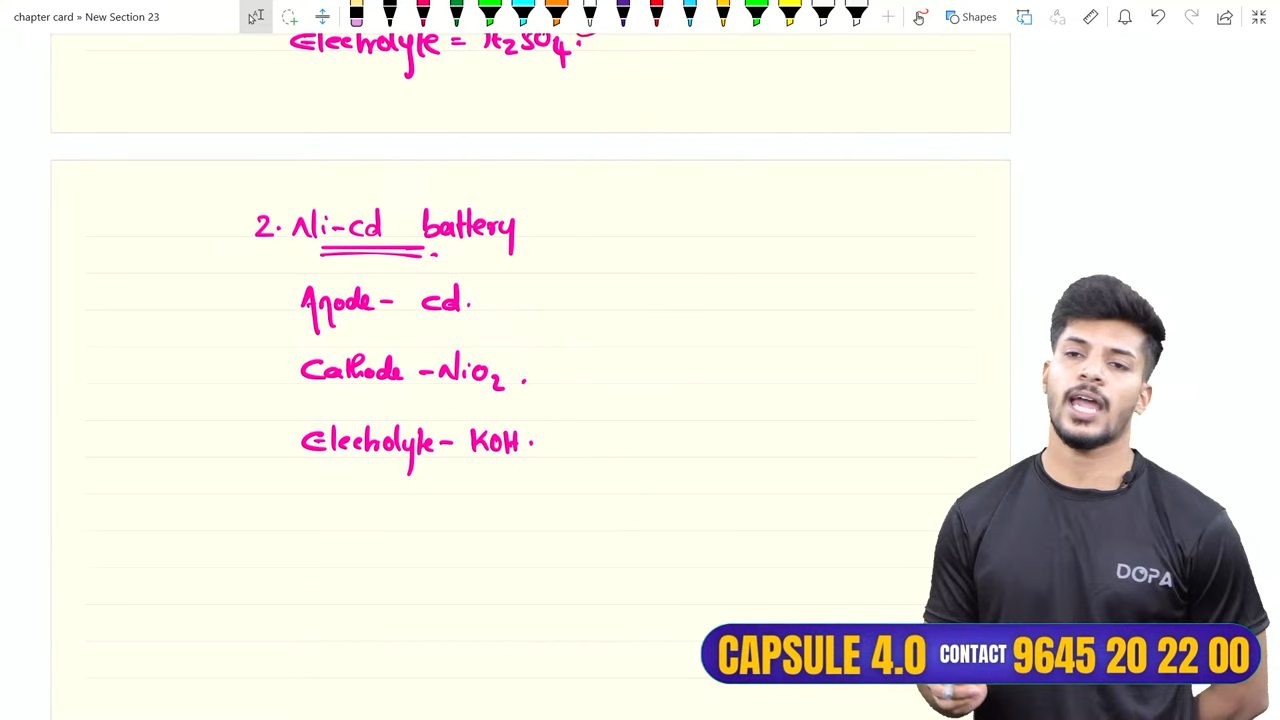 chapter card » New Section 23
Shapes
Electrolyte = H2SO4.
2. Ni-cd battery
Anode - cd.
Cathode - NiO2.
Electrolyte - KOH.
DOPA
CAPSULE 4.0 CONTACT 9645 20 22 00